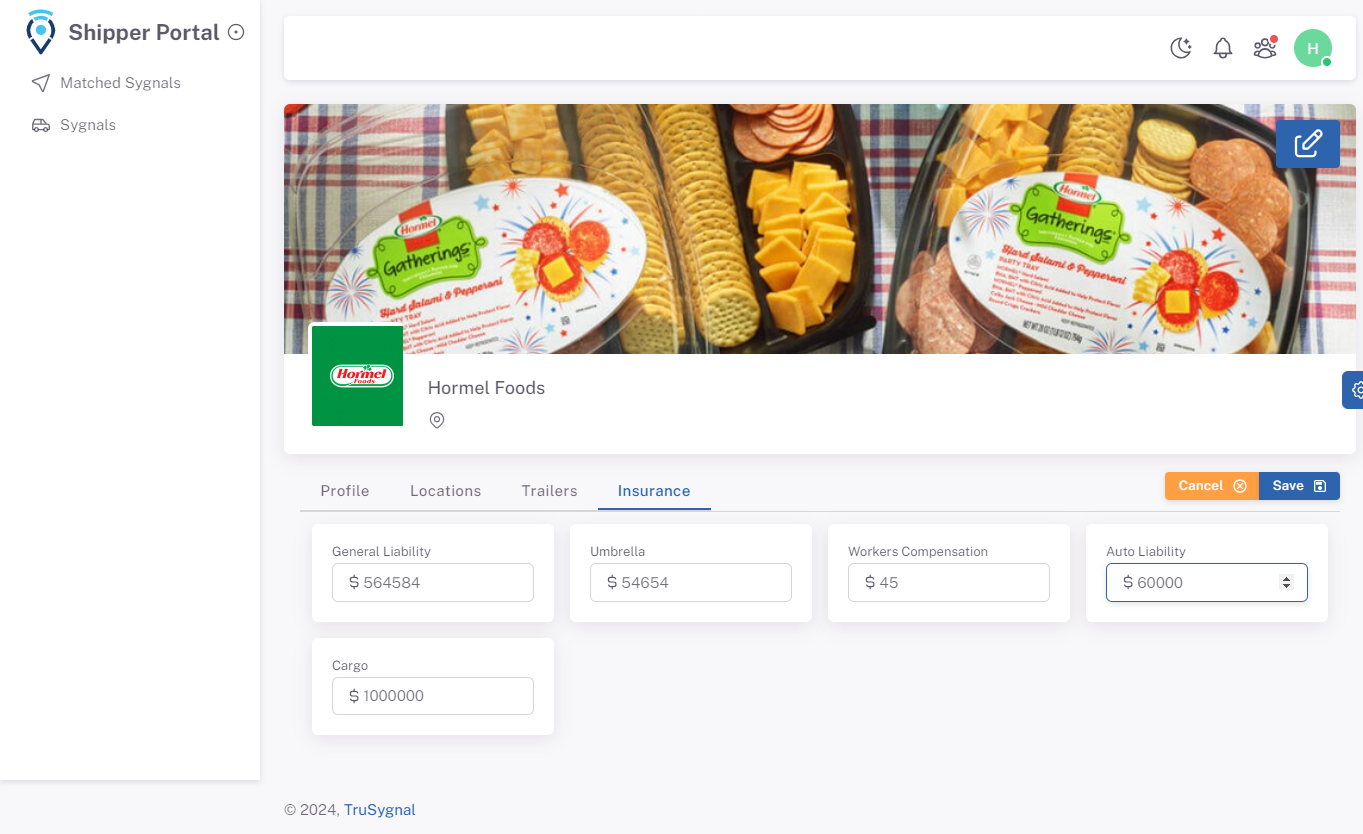 Shipper Portal
Matched Sygnals
Sygnals
H
Hormel
Gatherings
Hard Salami & Pepperoni
PARTY TRAY
Hormel
Gatherings
Hard Salami & Pepperoni
PARTY TRAY
Hormel
Foods
Hormel Foods
Profile
Locations
Trailers
Insurance
Cancel
Save
General Liability
$ 564584
Umbrella
$ 54654
Workers Compensation
$ 45
Auto Liability
$ 60000
Cargo
$ 1000000
© 2024, TruSygnal